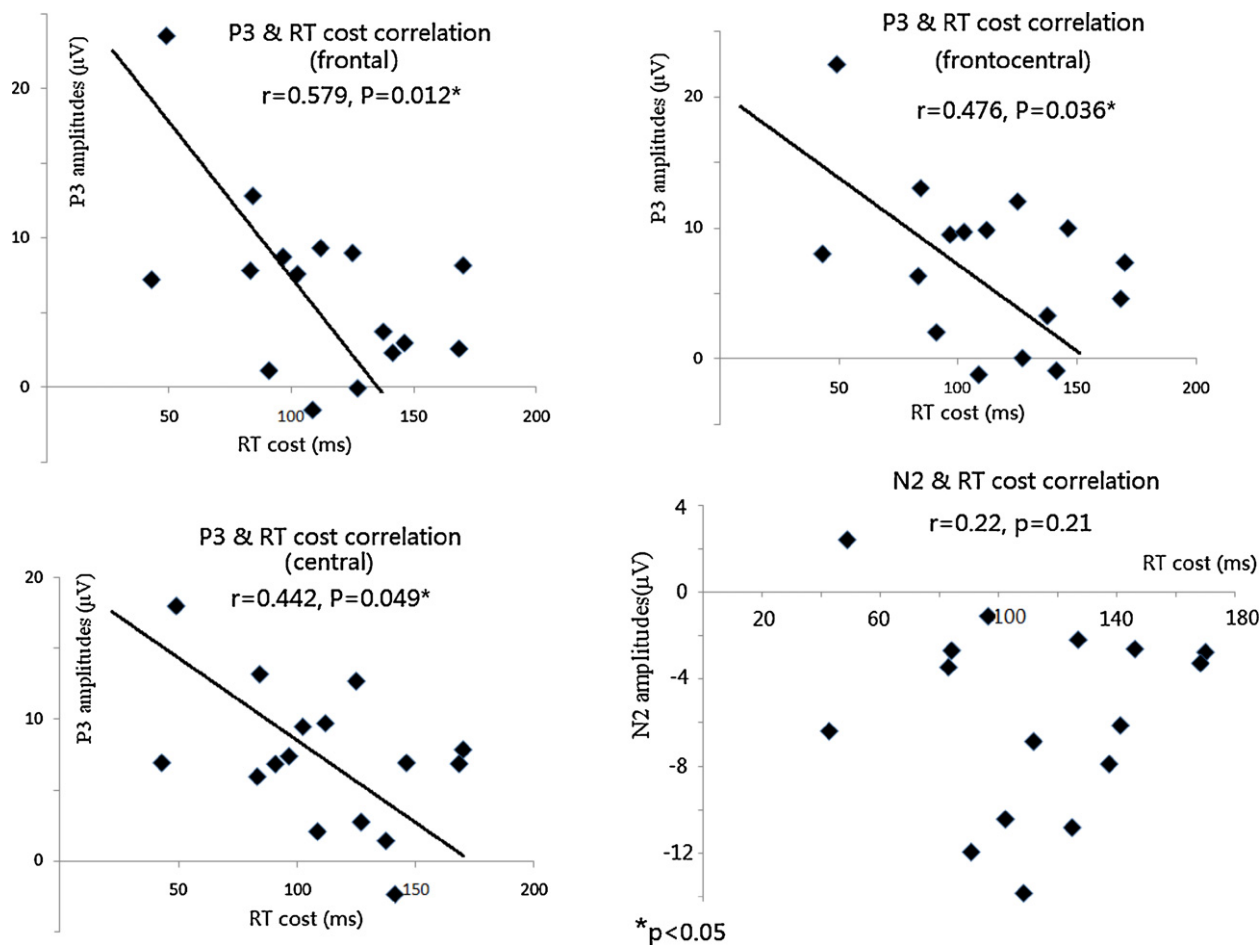 P3 & RT cost correlation
(frontal)
r=0.579, P=0.012*
P3 amplitudes (µV)
20
10
0
50
100
150
200
RT cost (ms)
P3 & RT cost correlation
(frontocentral)
r=0.476, P=0.036*
P3 amplitudes (µV)
20
10
0
50
100
150
200
RT cost (ms)
P3 & RT cost correlation
(central)
r=0.442, P=0.049*
P3 amplitudes (µV)
20
10
0
50
100
150
200
RT cost (ms)
N2 & RT cost correlation
r=0.22, p=0.21
RT cost (ms)
N2 amplitudes(µV)
4
0
-4
-8
-12
20
60
100
140
180
*p<0.05